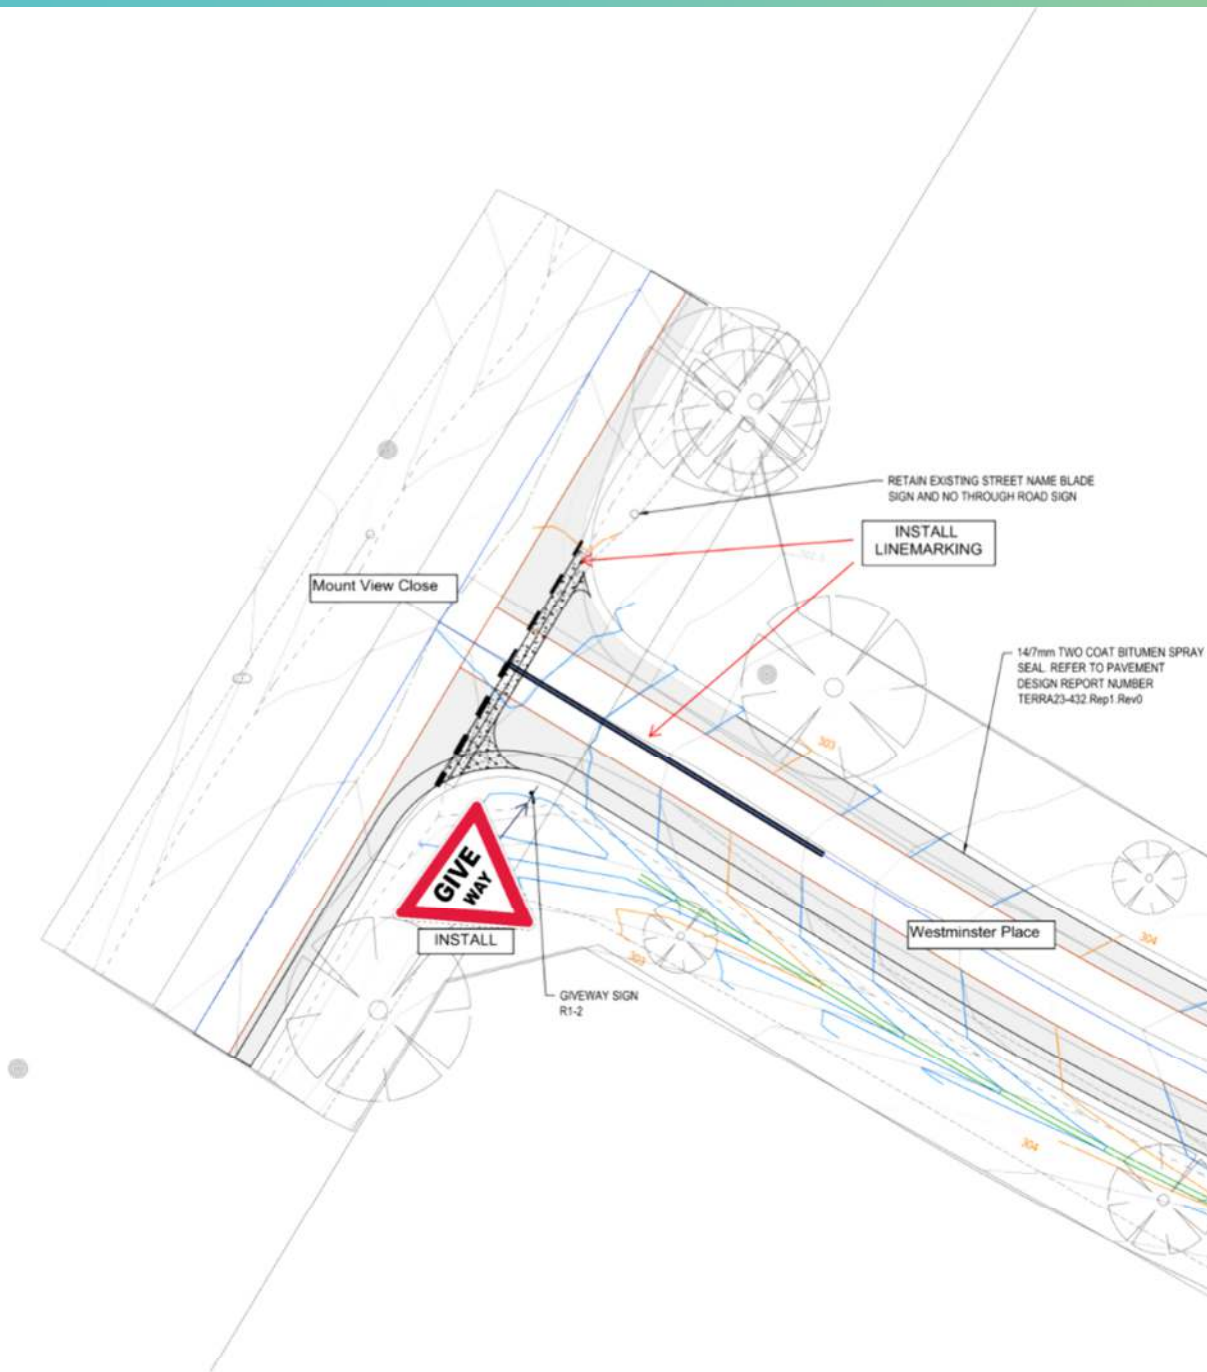 RETAIN EXISTING STREET NAME BLADE
SIGN AND NO THROUGH ROAD SIGN
INSTALL
LINEMARKING
Mount View Close
14/7mm TWO COAT BITUMEN SPRAY
SEAL. REFER TO PAVEMENT
DESIGN REPORT NUMBER
TERRA23-432.Rep1.Rev0
303
GIVE
WAY
INSTALL
Westminster Place
304
303
GIVEWAY SIGN
R1-2
304